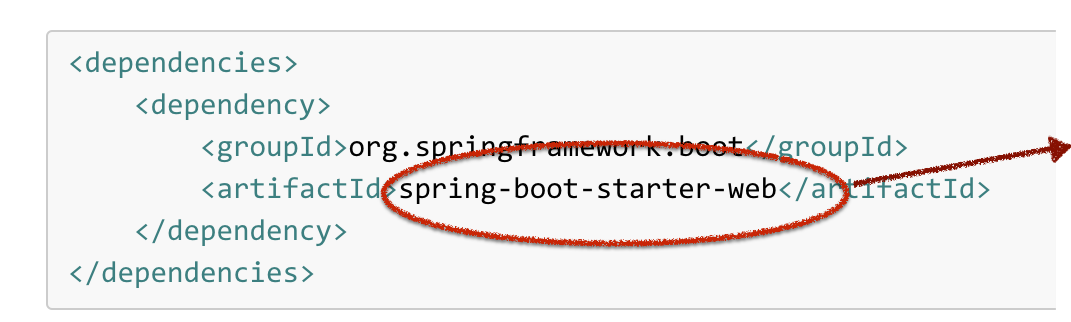 <dependencies>
<dependency>
<groupId>org.springframework.boot</groupId>
<artifactId>spring-boot-starter-web</artifactId>
</dependency>
</dependencies>